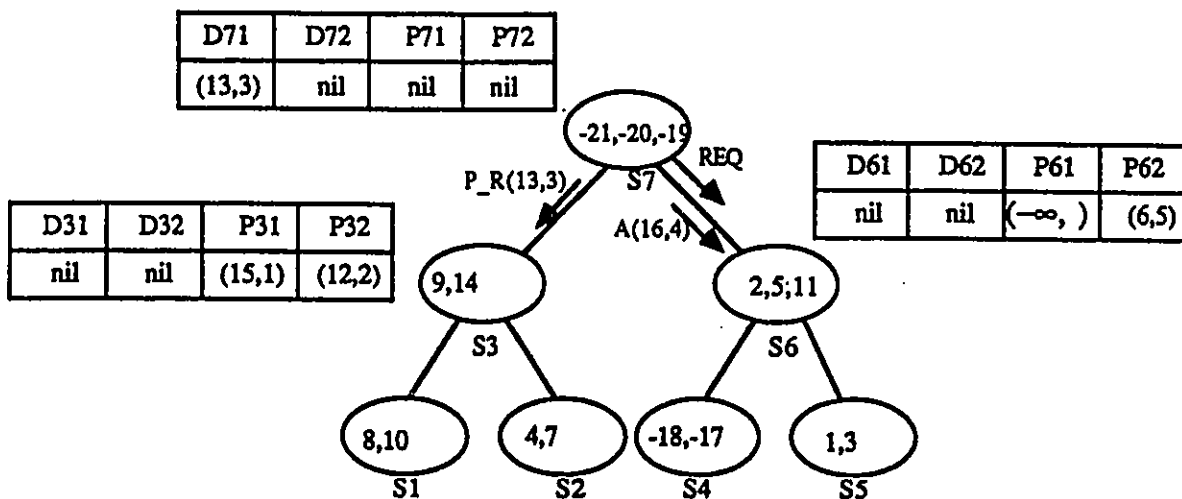 D71 D72 P71 P72
(13,3) nil nil nil
-21,-20,-19
S7
REQ
P_R(13,3)
A(16,4)
D61 D62 P61 P62
nil nil (−∞, ) (6,5)
D31 D32 P31 P32
nil nil (15,1) (12,2)
9,14
S3
2,5;11
S6
8,10
S1
4,7
S2
-18,-17
S4
1,3
S5